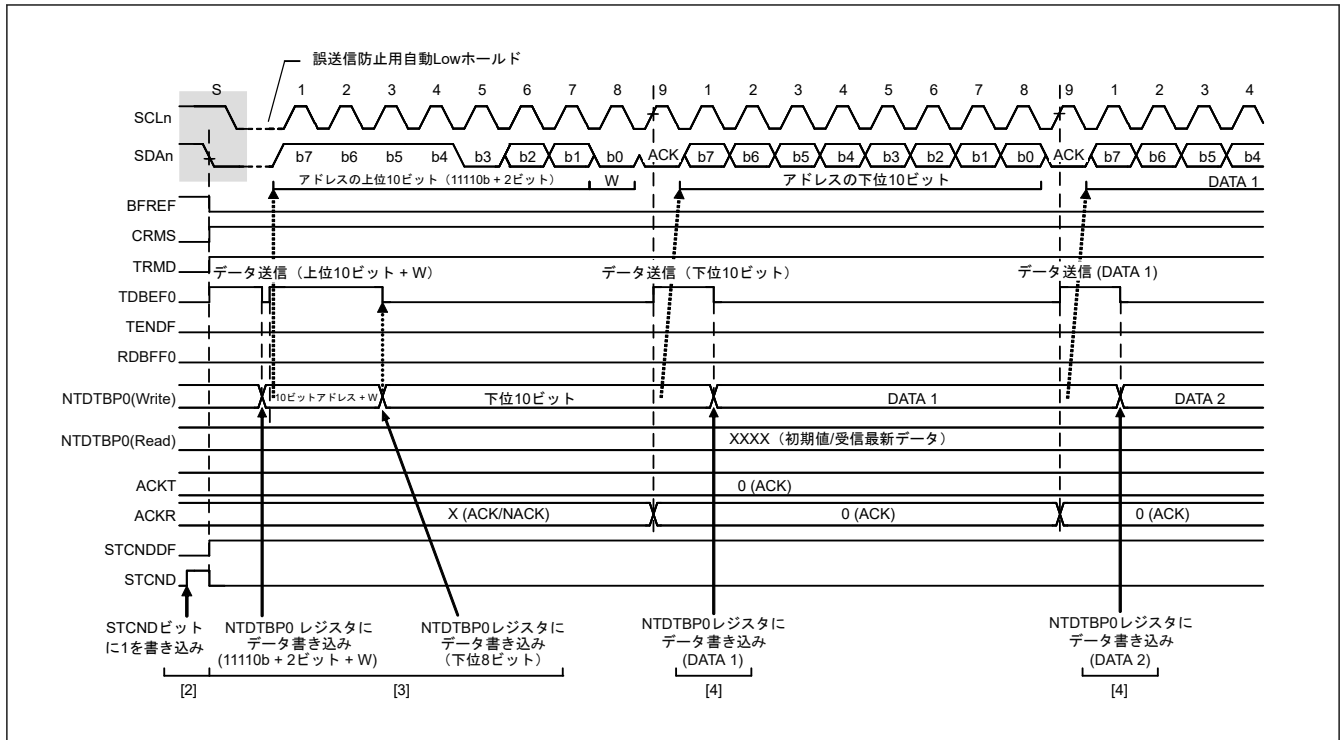 誤送信防止用自動Lowホールド
S 1 2 3 4 5 6 7 8 9 1 2 3 4 5 6 7 8 9 1 2 3 4
SCLn
SDAn b7 b6 b5 b4 b3 b2 b1 b0 ACK b7 b6 b5 b4 b3 b2 b1 b0 ACK b7 b6 b5 b4
アドレスの上位10ビット（11110b + 2ビット） W アドレスの下位10ビット DATA 1
BFREF
CRMS
TRMD
データ送信（上位10ビット + W） データ送信（下位10ビット） データ送信 (DATA 1)
TDBEF0
TENDF
RDBFF0
NTDTBP0(Write) 10ビットアドレス + W 下位10ビット DATA 1 DATA 2
NTDTBP0(Read) XXXX（初期値/受信最新データ）
ACKT 0 (ACK)
ACKR X (ACK/NACK) 0 (ACK) 0 (ACK)
STCNDDF
STCND
STCNDビット
に1を書き込み
NTDTBP0 レジスタに
データ書き込み
(11110b + 2ビット + W)
NTDTBP0レジスタに
データ書き込み
（下位8ビット）
NTDTBP0レジスタに
データ書き込み
(DATA 1)
NTDTBP0レジスタに
データ書き込み
(DATA 2)
[2] [3] [4] [4]